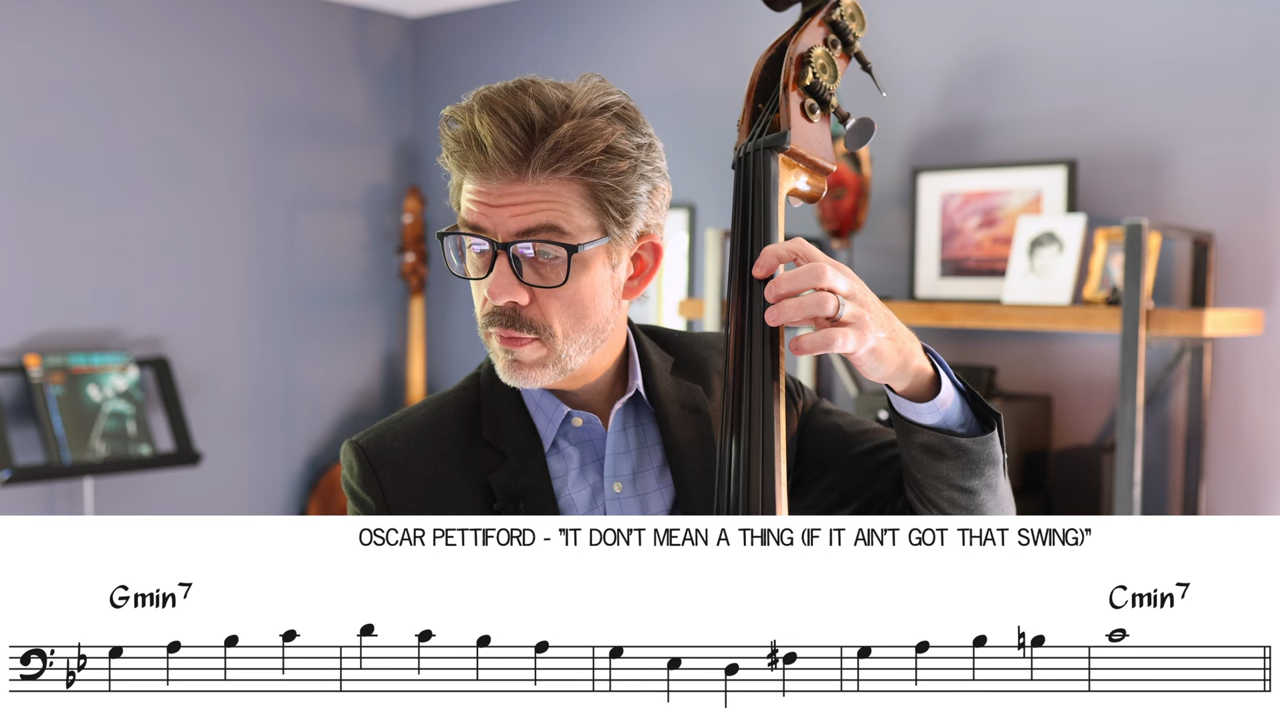 OSCAR PETTIFORD - "IT DON'T MEAN A THING (IF IT AIN'T GOT THAT SWING)"
Gmin7 Cmin7